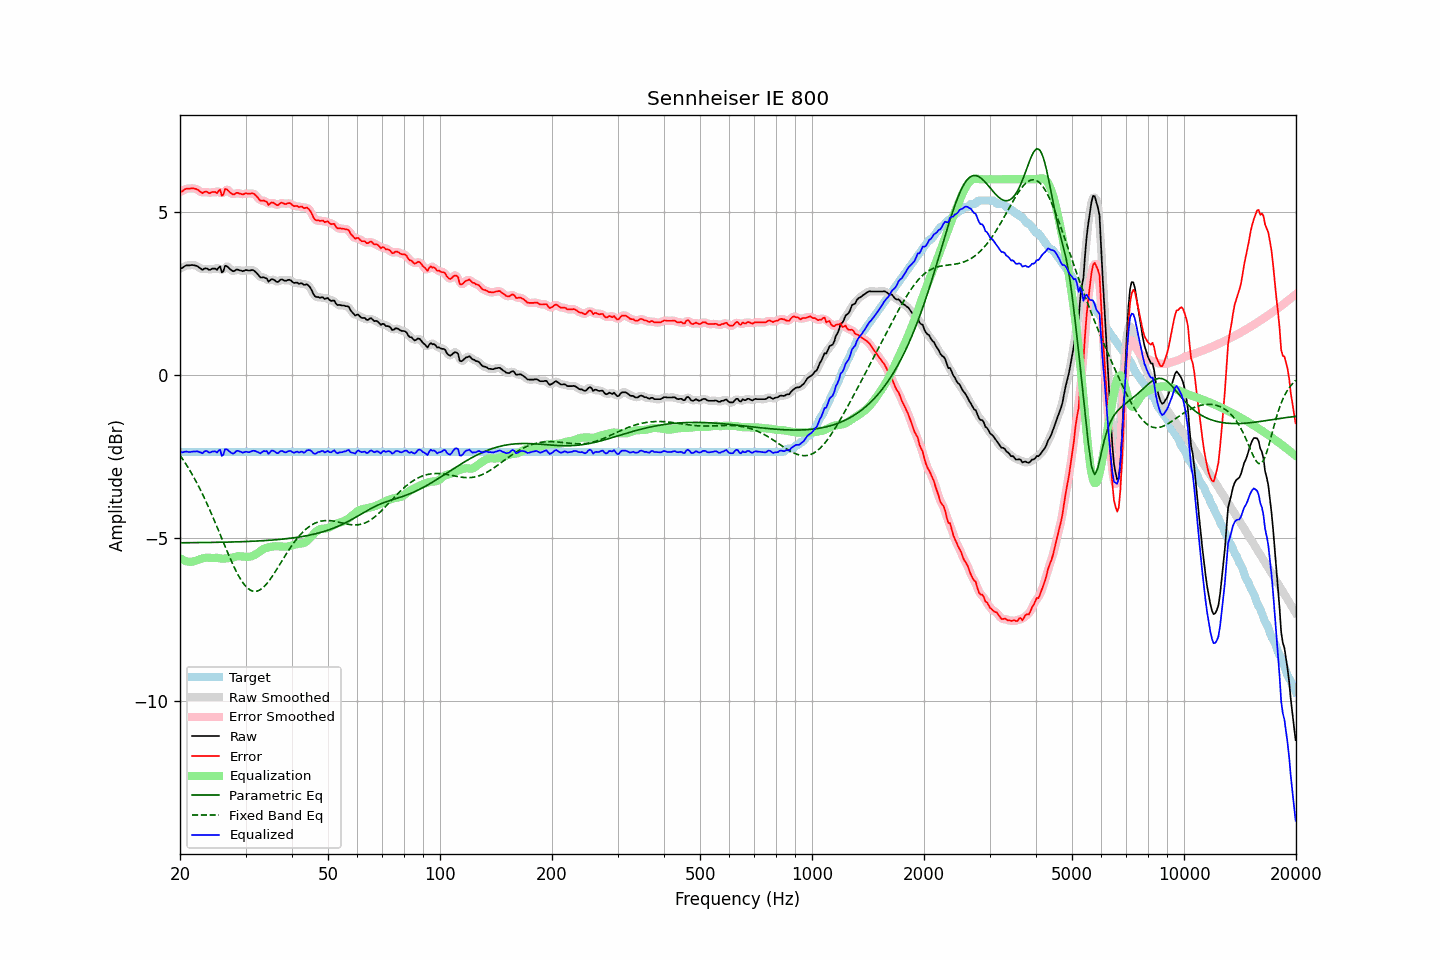 Sennheiser IE 800
Amplitude (dBr)
5
0
−5
−10
Target
Raw Smoothed
Error Smoothed
Raw
Error
Equalization
Parametric Eq
Fixed Band Eq
Equalized
20 50 100 200 500 1000 2000 5000 10000 20000
Frequency (Hz)